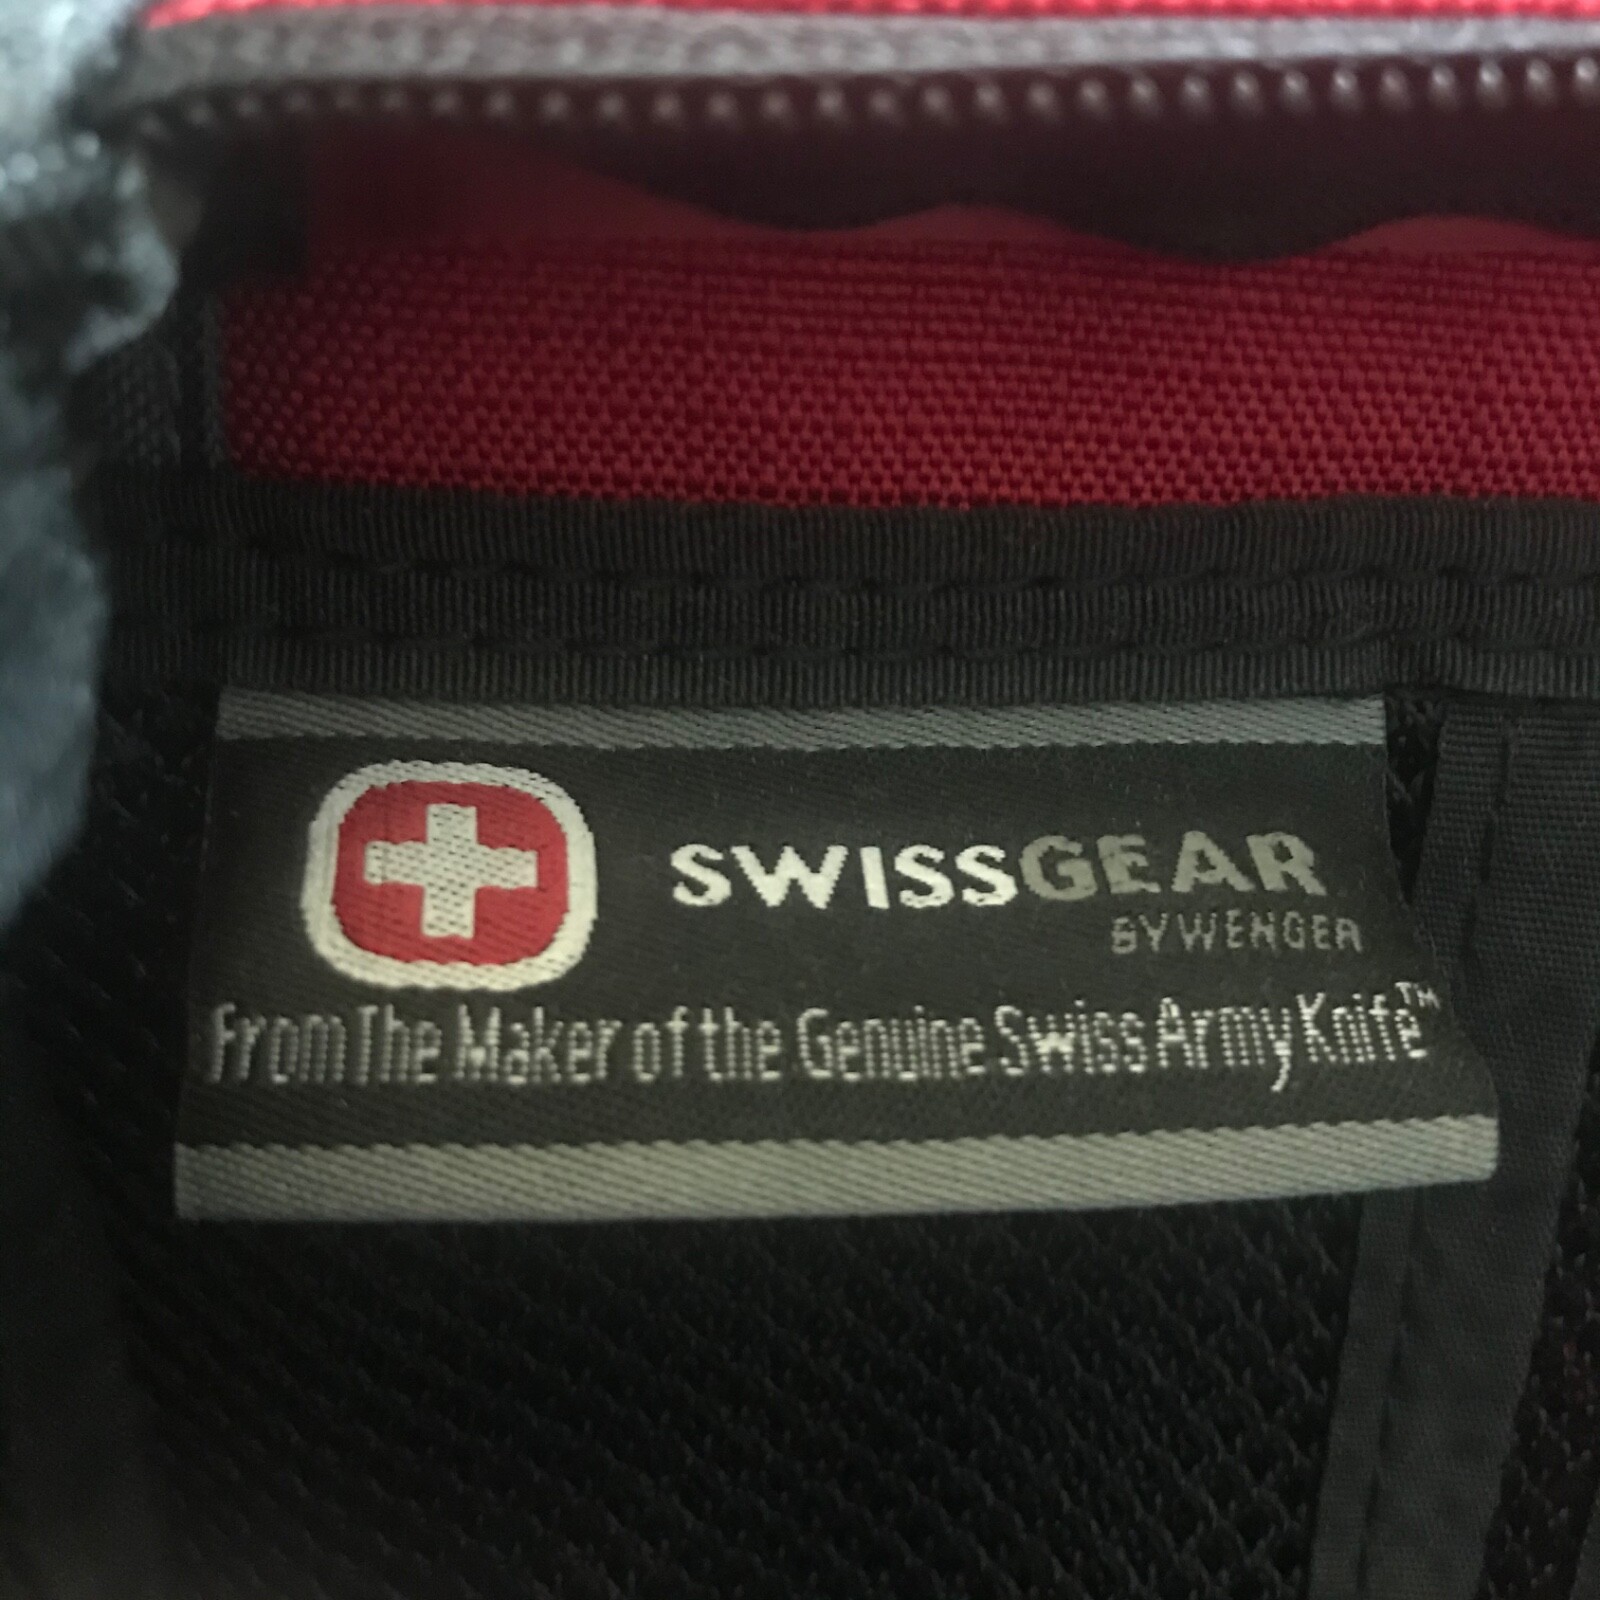 SWISSGEAR
BY WENGER
From The Maker of the Genuine Swiss Army Knife™